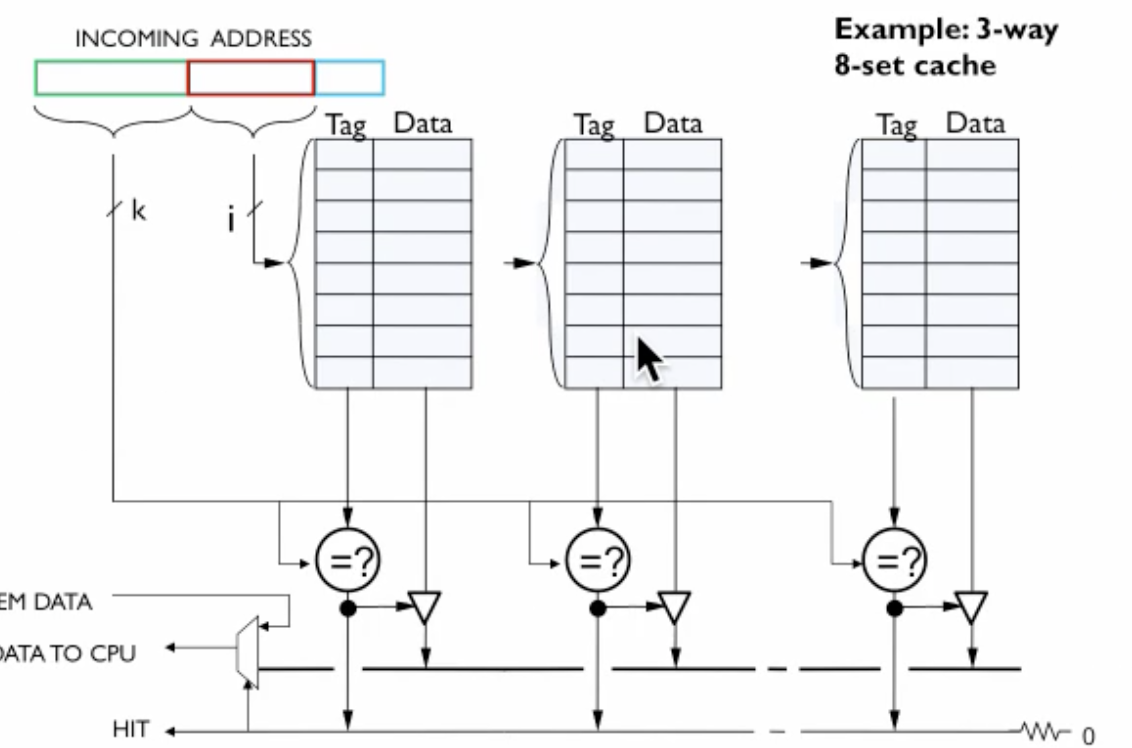 Example: 3-way
8-set cache
INCOMING ADDRESS
Tag Data
Tag Data
Tag Data
k
i
=?
=?
=?
EM DATA
DATA TO CPU
HIT
0